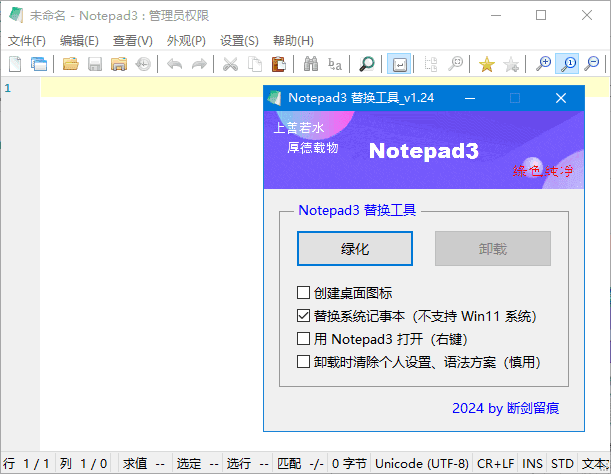 未命名 - Notepad3 : 管理员权限
文件(F) 编辑(E) 查看(V) 外观(P) 设置(S) 帮助(H)
1
Notepad3 替换工具_v1.24
上善若水
厚德载物
Notepad3
绿色纯净
Notepad3 替换工具
绿化 卸载
创建桌面图标
替换系统记事本（不支持 Win11 系统）
用 Notepad3 打开（右键）
卸载时清除个人设置、语法方案（慎用）
2024 by 断剑留痕
行 1 / 1 列 1 / 0 求值 -- 选定 -- 选行 -- 匹配 -/- 0 字节 Unicode (UTF-8) CR+LF INS STD 文本